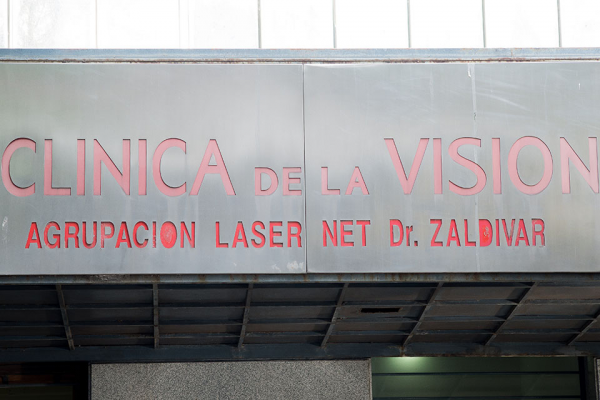 CLINICA DE LA VISION
AGRUPACION LASER NET Dr. ZALDIVAR